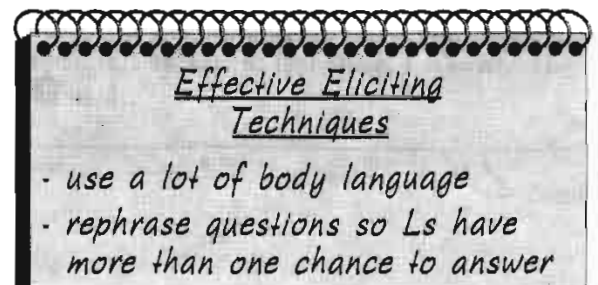 Effective Eliciting
Techniques
- use a lot of body language
- rephrase questions so Ls have
more than one chance to answer